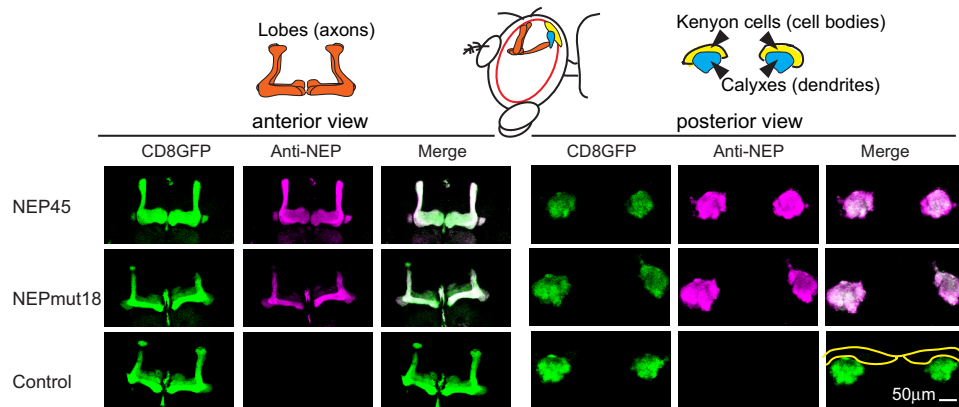 Lobes (axons)
Kenyon cells (cell bodies)
Calyxes (dendrites)
anterior view
posterior view
CD8GFP Anti-NEP Merge CD8GFP Anti-NEP Merge
NEP45
NEPmut18
Control
50μm